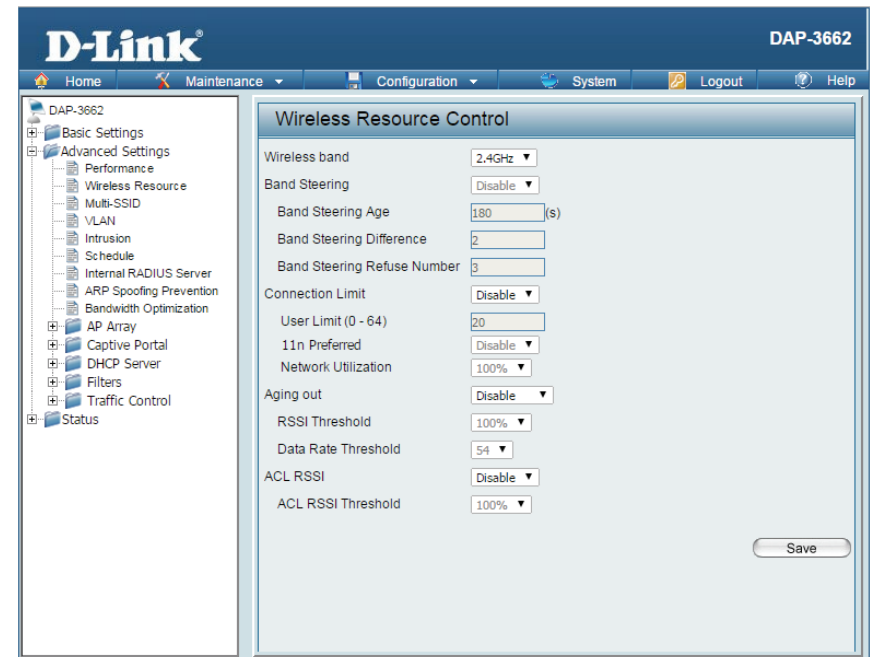 D-Link®
DAP-3662
Home Maintenance Configuration System Logout Help
DAP-3662
Basic Settings
Advanced Settings
Performance
Wireless Resource
Multi-SSID
VLAN
Intrusion
Schedule
Internal RADIUS Server
ARP Spoofing Prevention
Bandwidth Optimization
AP Array
Captive Portal
DHCP Server
Filters
Traffic Control
Status
Wireless Resource Control
Wireless band 2.4GHz
Band Steering Disable
Band Steering Age 180 (s)
Band Steering Difference 2
Band Steering Refuse Number 3
Connection Limit Disable
User Limit (0 - 64) 20
11n Preferred Disable
Network Utilization 100%
Aging out Disable
RSSI Threshold 100%
Data Rate Threshold 54
ACL RSSI Disable
ACL RSSI Threshold 100%
Save